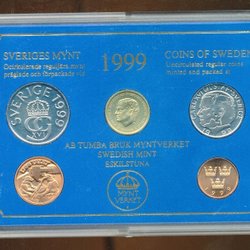 SVERIGES MYNT
Ocirkulerade reguljära mynt
präglade och förpackade vid
1999
COINS OF SWEDEN
Uncirculated regular coins
minted and packed at
SVERIGE 1999
AB TUMBA BRUK MYNTVERKET
SWEDISH MINT
ESKILSTUNA
MYNT
VERKET
1999